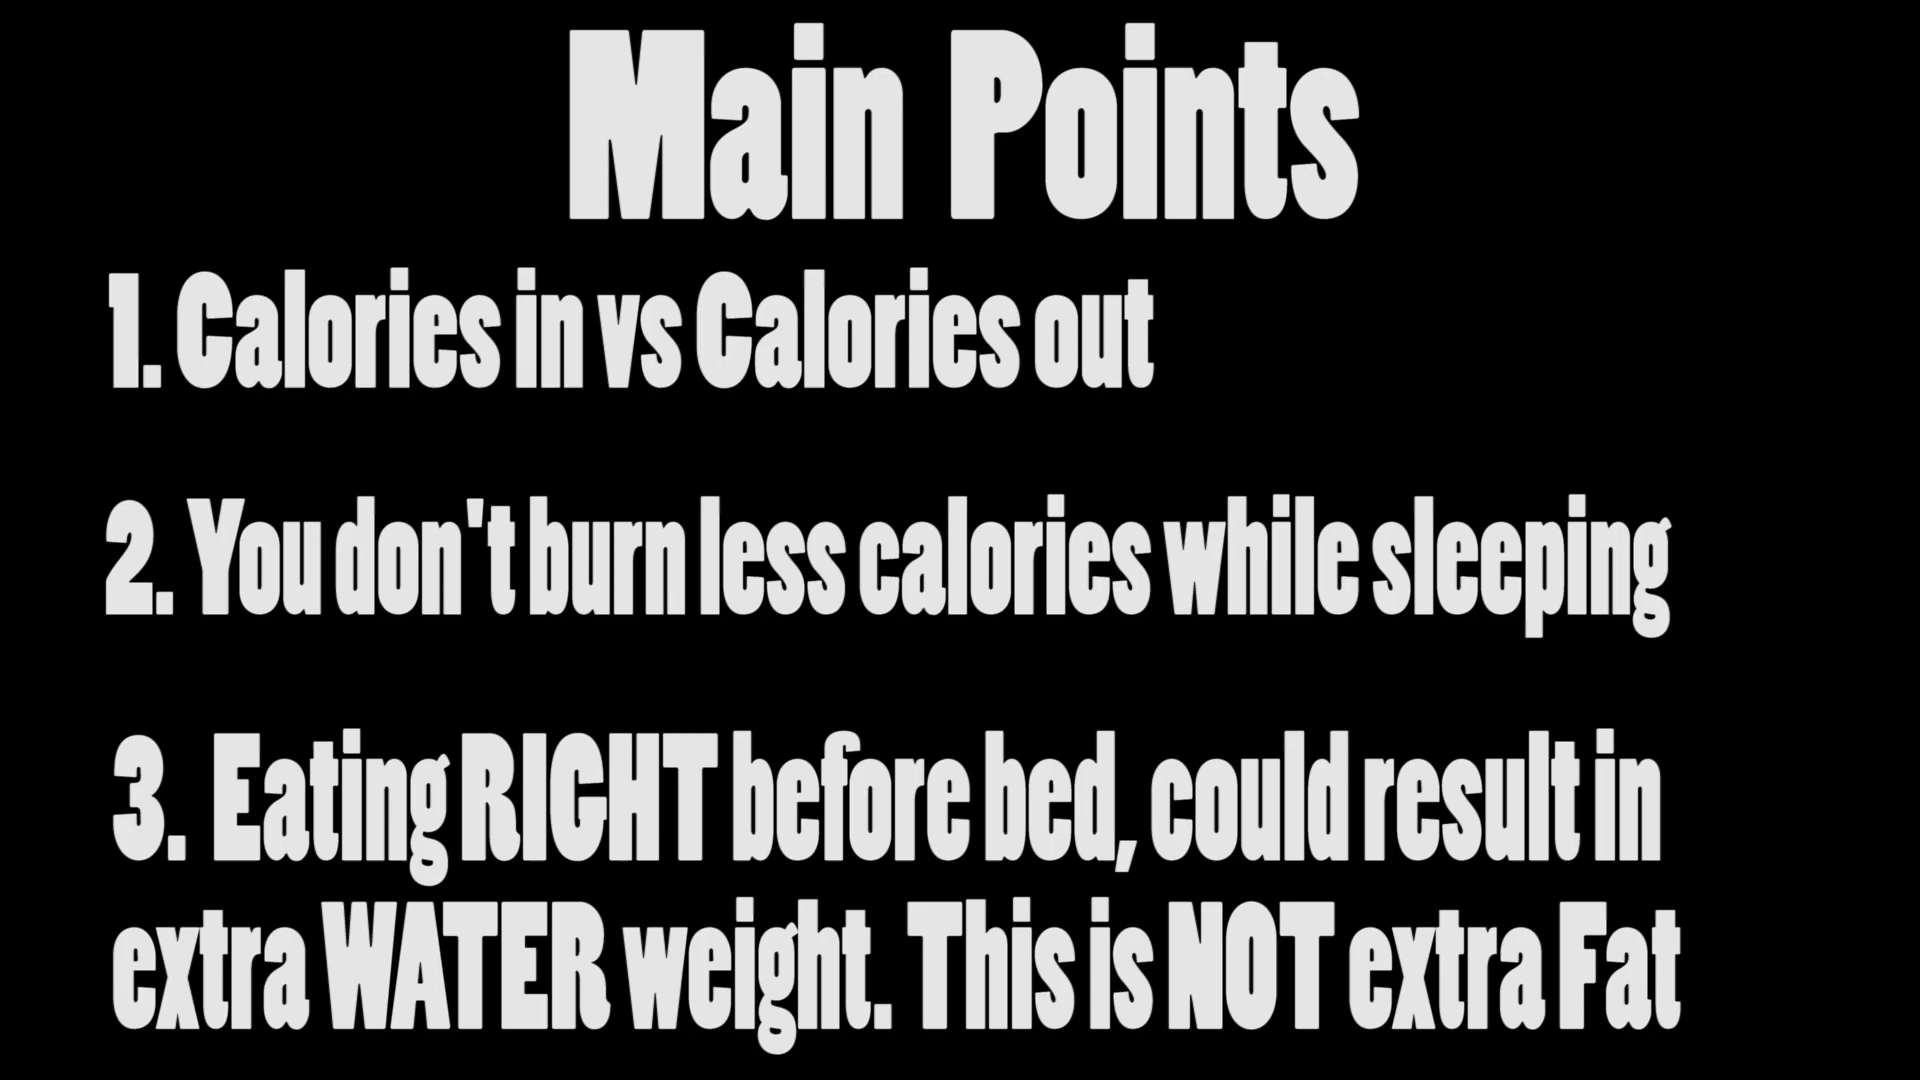 Main Points
1. Calories in vs Calories out
2. You don't burn less calories while sleeping
3. Eating RIGHT before bed, could result in
extra WATER weight. This is NOT extra Fat